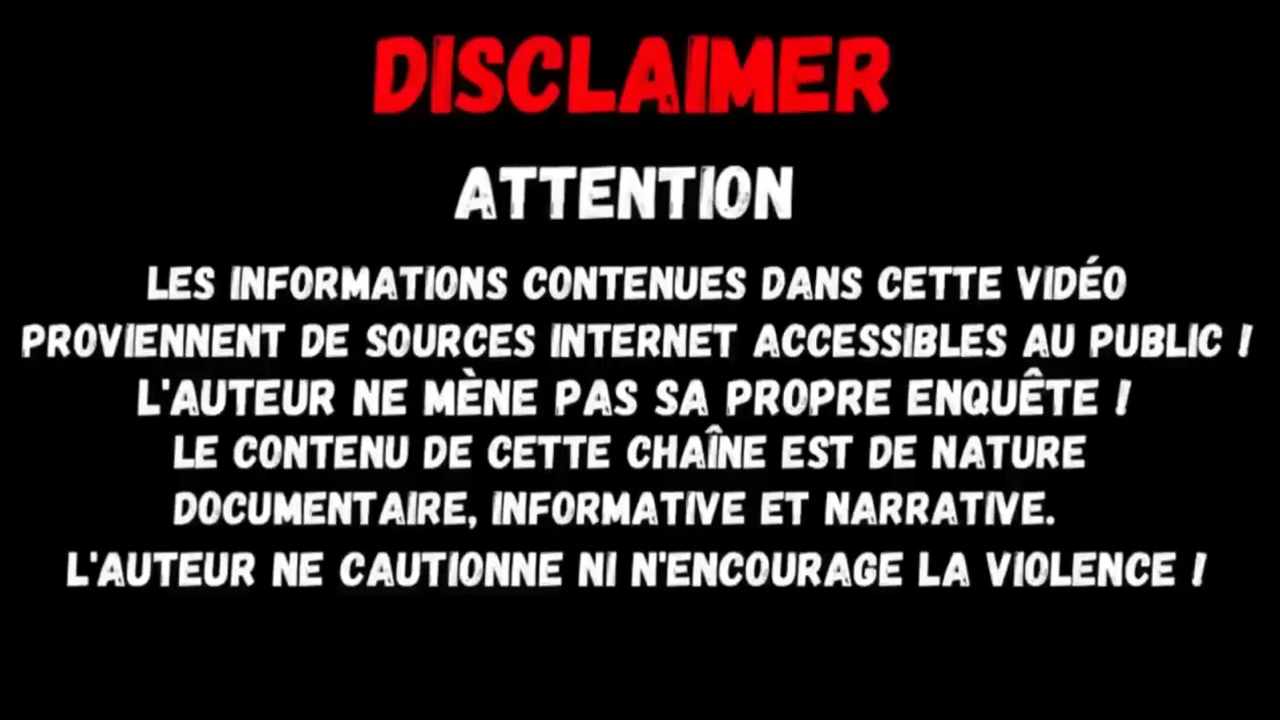 DISCLAIMER
ATTENTION
LES INFORMATIONS CONTENUES DANS CETTE VIDÉO
PROVIENNENT DE SOURCES INTERNET ACCESSIBLES AU PUBLIC !
L'AUTEUR NE MÈNE PAS SA PROPRE ENQUÊTE !
LE CONTENU DE CETTE CHAÎNE EST DE NATURE
DOCUMENTAIRE, INFORMATIVE ET NARRATIVE.
L'AUTEUR NE CAUTIONNE NI N'ENCOURAGE LA VIOLENCE !